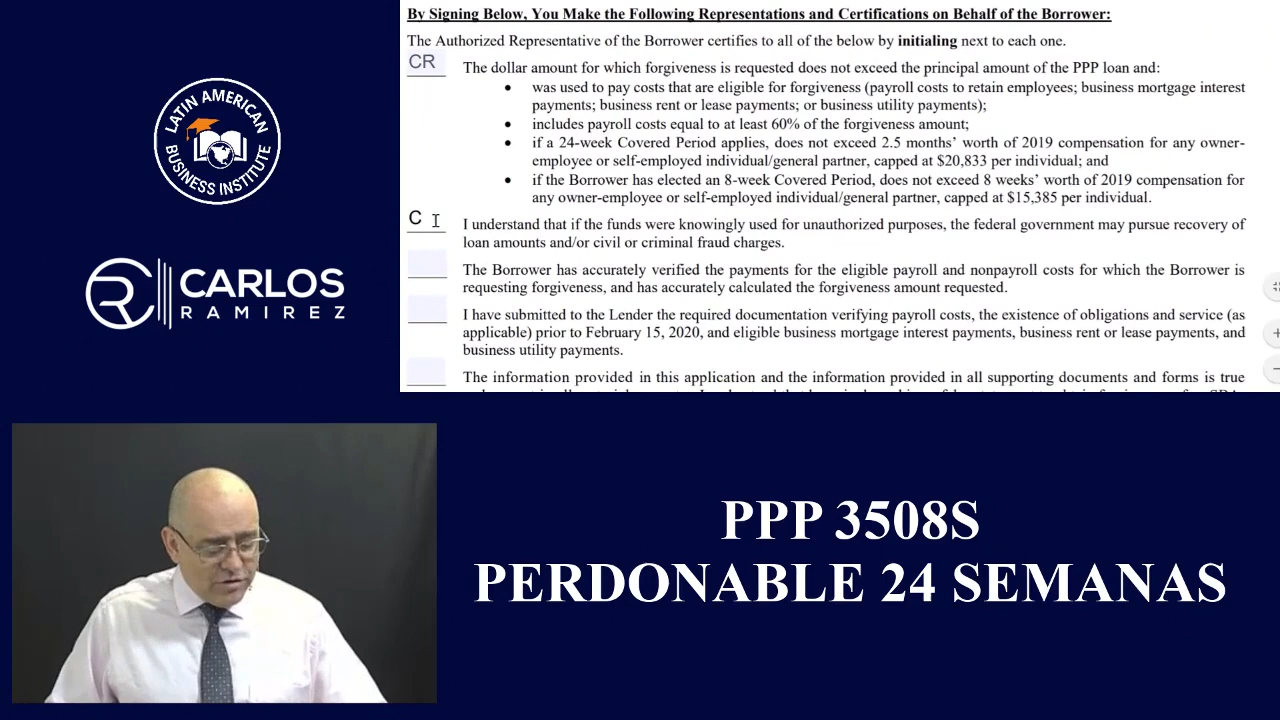 LATIN AMERICAN
BUSINESS INSTITUTE
CARLOS
RAMIREZ
By Signing Below, You Make the Following Representations and Certifications on Behalf of the Borrower:
The Authorized Representative of the Borrower certifies to all of the below by initialing next to each one.
CR
The dollar amount for which forgiveness is requested does not exceed the principal amount of the PPP loan and:
• was used to pay costs that are eligible for forgiveness (payroll costs to retain employees; business mortgage interest
payments; business rent or lease payments; or business utility payments);
• includes payroll costs equal to at least 60% of the forgiveness amount;
• if a 24-week Covered Period applies, does not exceed 2.5 months’ worth of 2019 compensation for any owner-
employee or self-employed individual/general partner, capped at $20,833 per individual; and
• if the Borrower has elected an 8-week Covered Period, does not exceed 8 weeks’ worth of 2019 compensation for
any owner-employee or self-employed individual/general partner, capped at $15,385 per individual.
C
I understand that if the funds were knowingly used for unauthorized purposes, the federal government may pursue recovery of
loan amounts and/or civil or criminal fraud charges.
The Borrower has accurately verified the payments for the eligible payroll and nonpayroll costs for which the Borrower is
requesting forgiveness, and has accurately calculated the forgiveness amount requested.
I have submitted to the Lender the required documentation verifying payroll costs, the existence of obligations and service (as
applicable) prior to February 15, 2020, and eligible business mortgage interest payments, business rent or lease payments, and
business utility payments.
The information provided in this application and the information provided in all supporting documents and forms is true
PPP 3508S
PERDONABLE 24 SEMANAS